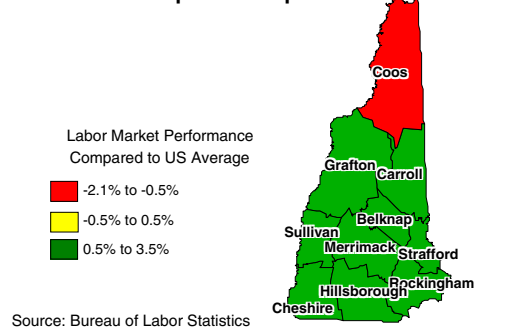 Coos
Labor Market Performance
Compared to US Average
-2.1% to -0.5%
-0.5% to 0.5%
0.5% to 3.5%
Grafton
Carroll
Belknap
Sullivan
Merrimack
Strafford
Rockingham
Hillsborough
Cheshire
Source: Bureau of Labor Statistics